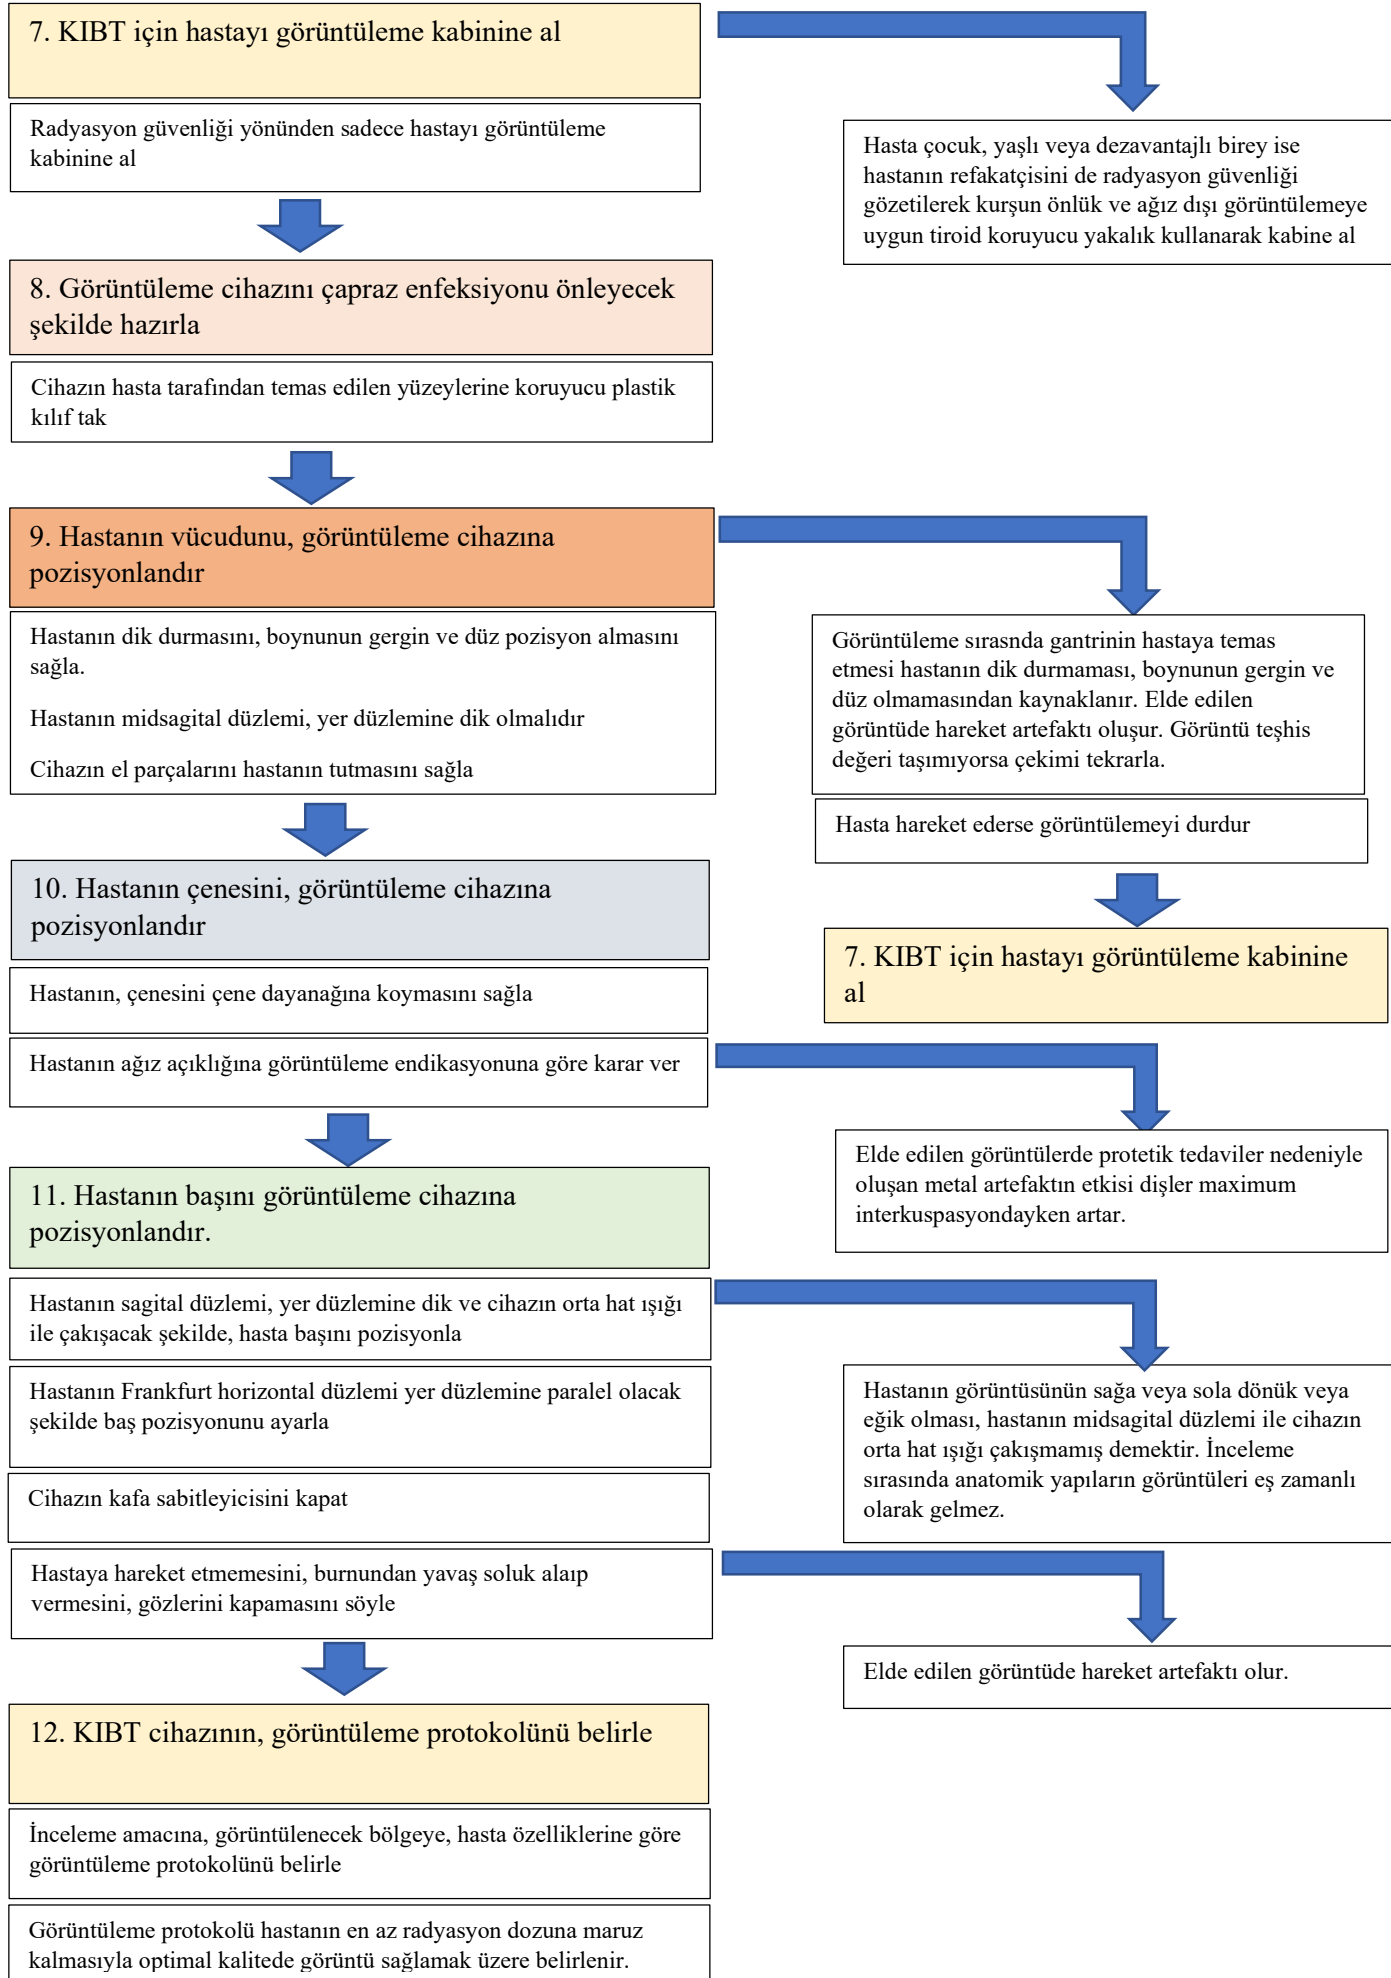 7. KIBT için hastayı görüntüleme kabinine al
Radyasyon güvenliği yönünden sadece hastayı görüntüleme
kabinine al
Hasta çocuk, yaşlı veya dezavantajlı birey ise
hastanın refakatçisini de radyasyon güvenliği
gözetilerek kurşun önlük ve ağız dışı görüntülemeye
uygun tiroid koruyucu yakalık kullanarak kabine al
8. Görüntüleme cihazını çapraz enfeksiyonu önleyecek
şekilde hazırla
Cihazın hasta tarafından temas edilen yüzeylerine koruyucu plastik
kılıf tak
9. Hastanın vücudunu, görüntüleme cihazına
pozisyonlandır
Hastanın dik durmasını, boynunun gergin ve düz pozisyon almasını
sağla.
Hastanın midsagital düzlemi, yer düzlemine dik olmalıdır
Cihazın el parçalarını hastanın tutmasını sağla
Görüntüleme sırasnda gantrinin hastaya temas
etmesi hastanın dik durmaması, boynunun gergin ve
düz olmamasından kaynaklanır. Elde edilen
görüntüde hareket artefaktı oluşur. Görüntü teşhis
değeri taşımıyorsa çekimi tekrarla.
Hasta hareket ederse görüntülemeyi durdur
7. KIBT için hastayı görüntüleme kabinine
al
10. Hastanın çenesini, görüntüleme cihazına
pozisyonlandır
Hastanın, çenesini çene dayanağına koymasını sağla
Hastanın ağız açıklığına görüntüleme endikasyonuna göre karar ver
Elde edilen görüntülerde protetik tedaviler nedeniyle
oluşan metal artefaktın etkisi dişler maximum
interkuspasyondayken artar.
11. Hastanın başını görüntüleme cihazına
pozisyonlandır.
Hastanın sagital düzlemi, yer düzlemine dik ve cihazın orta hat ışığı
ile çakışacak şekilde, hasta başını pozisyonla
Hastanın Frankfurt horizontal düzlemi yer düzlemine paralel olacak
şekilde baş pozisyonunu ayarla
Cihazın kafa sabitleyicisini kapat
Hastaya hareket etmemesini, burnundan yavaş soluk alaıp
vermesini, gözlerini kapamasını söyle
Hastanın görüntüsünün sağa veya sola dönük veya
eğik olması, hastanın midsagital düzlemi ile cihazın
orta hat ışığı çakışmamış demektir. İnceleme
sırasında anatomik yapıların görüntüleri eş zamanlı
olarak gelmez.
Elde edilen görüntüde hareket artefaktı olur.
12. KIBT cihazının, görüntüleme protokolünü belirle
İnceleme amacına, görüntülenecek bölgeye, hasta özelliklerine göre
görüntüleme protokolünü belirle
Görüntüleme protokolü hastanın en az radyasyon dozuna maruz
kalmasıyla optimal kalitede görüntü sağlamak üzere belirlenir.